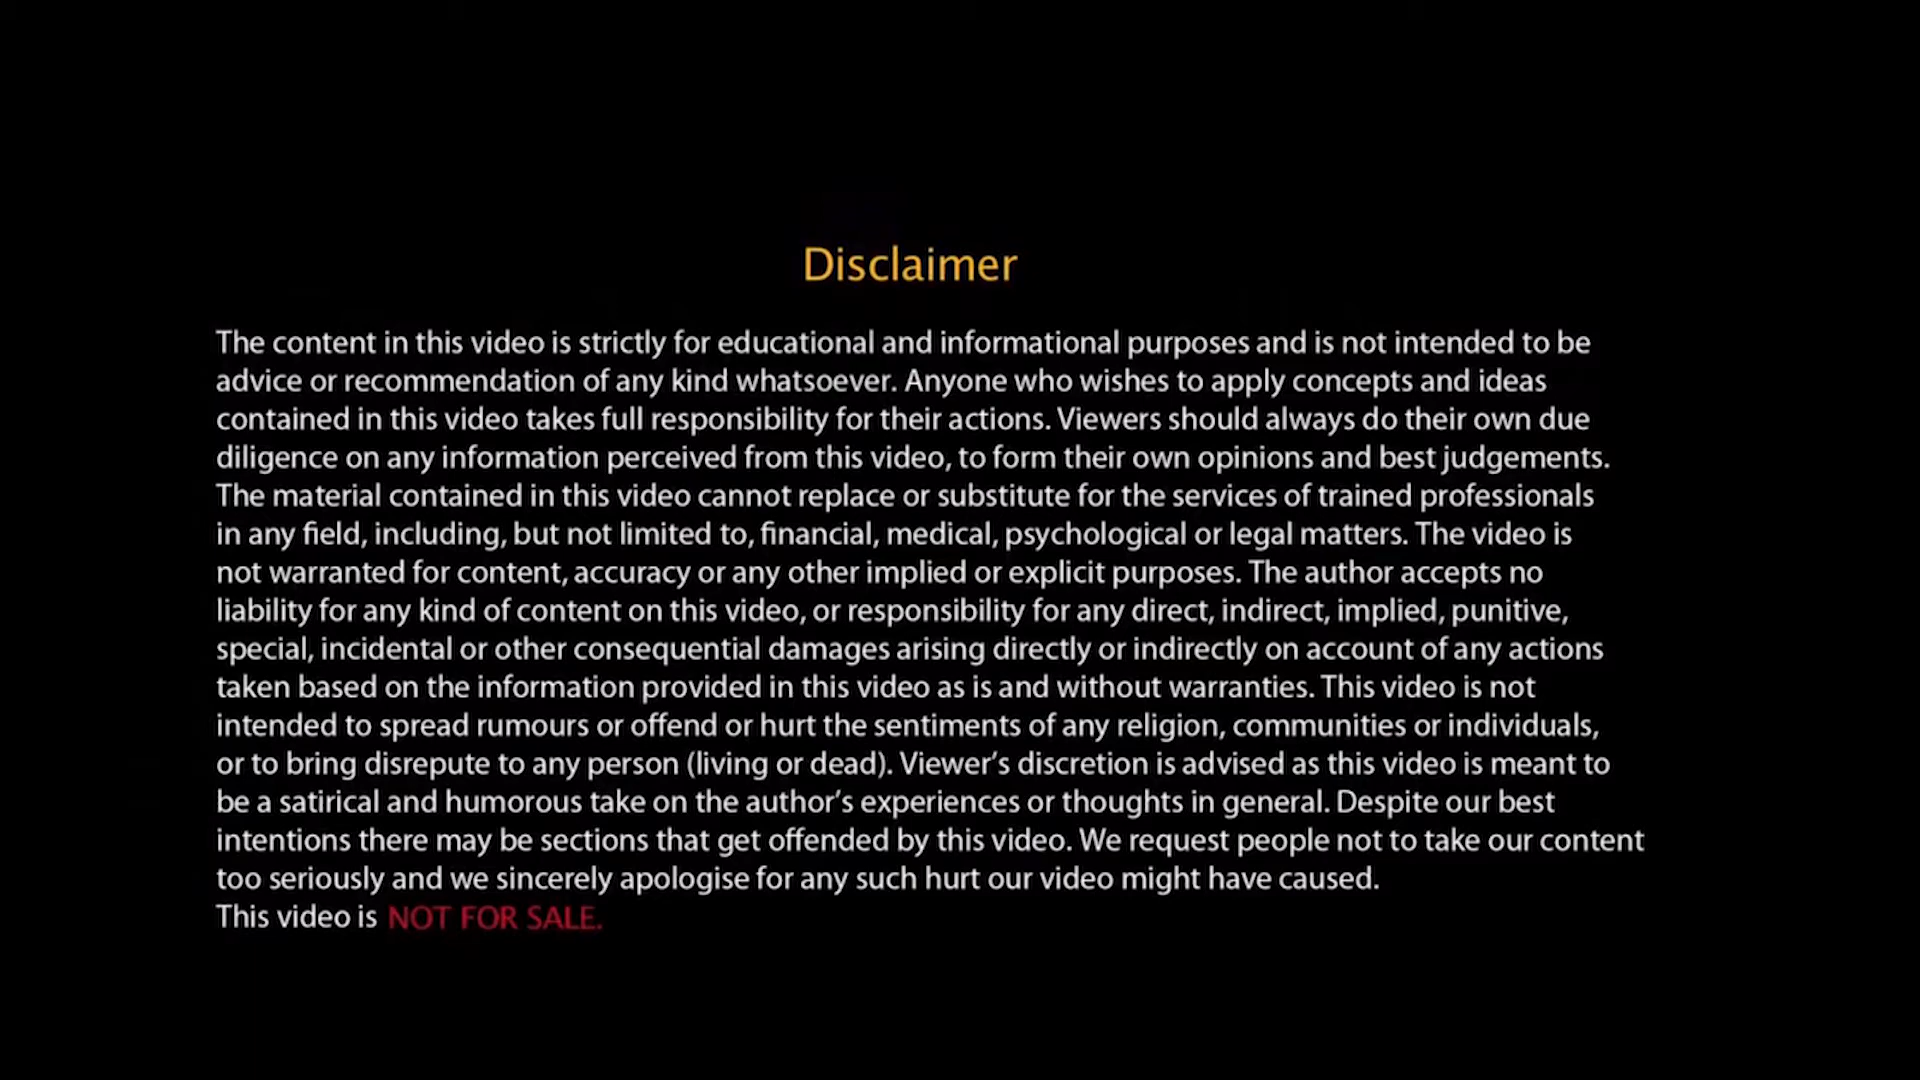 Disclaimer
The content in this video is strictly for educational and informational purposes and is not intended to be
advice or recommendation of any kind whatsoever. Anyone who wishes to apply concepts and ideas
contained in this video takes full responsibility for their actions. Viewers should always do their own due
diligence on any information perceived from this video, to form their own opinions and best judgements.
The material contained in this video cannot replace or substitute for the services of trained professionals
in any field, including, but not limited to, financial, medical, psychological or legal matters. The video is
not warranted for content, accuracy or any other implied or explicit purposes. The author accepts no
liability for any kind of content on this video, or responsibility for any direct, indirect, implied, punitive,
special, incidental or other consequential damages arising directly or indirectly on account of any actions
taken based on the information provided in this video as is and without warranties. This video is not
intended to spread rumours or offend or hurt the sentiments of any religion, communities or individuals,
or to bring disrepute to any person (living or dead). Viewer’s discretion is advised as this video is meant to
be a satirical and humorous take on the author’s experiences or thoughts in general. Despite our best
intentions there may be sections that get offended by this video. We request people not to take our content
too seriously and we sincerely apologise for any such hurt our video might have caused.
This video is NOT FOR SALE.